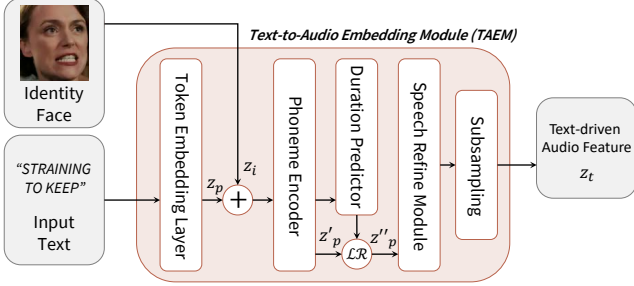 Text-to-Audio Embedding Module (TAEM)
Identity
Face
“STRAINING
TO KEEP”
Input
Text
Token Embedding Layer
z_p
z_i
+
Phoneme Encoder
Duration Predictor
z'_p
LR
z''_p
Speech Refine Module
Subsampling
Text-driven
Audio Feature
z_t